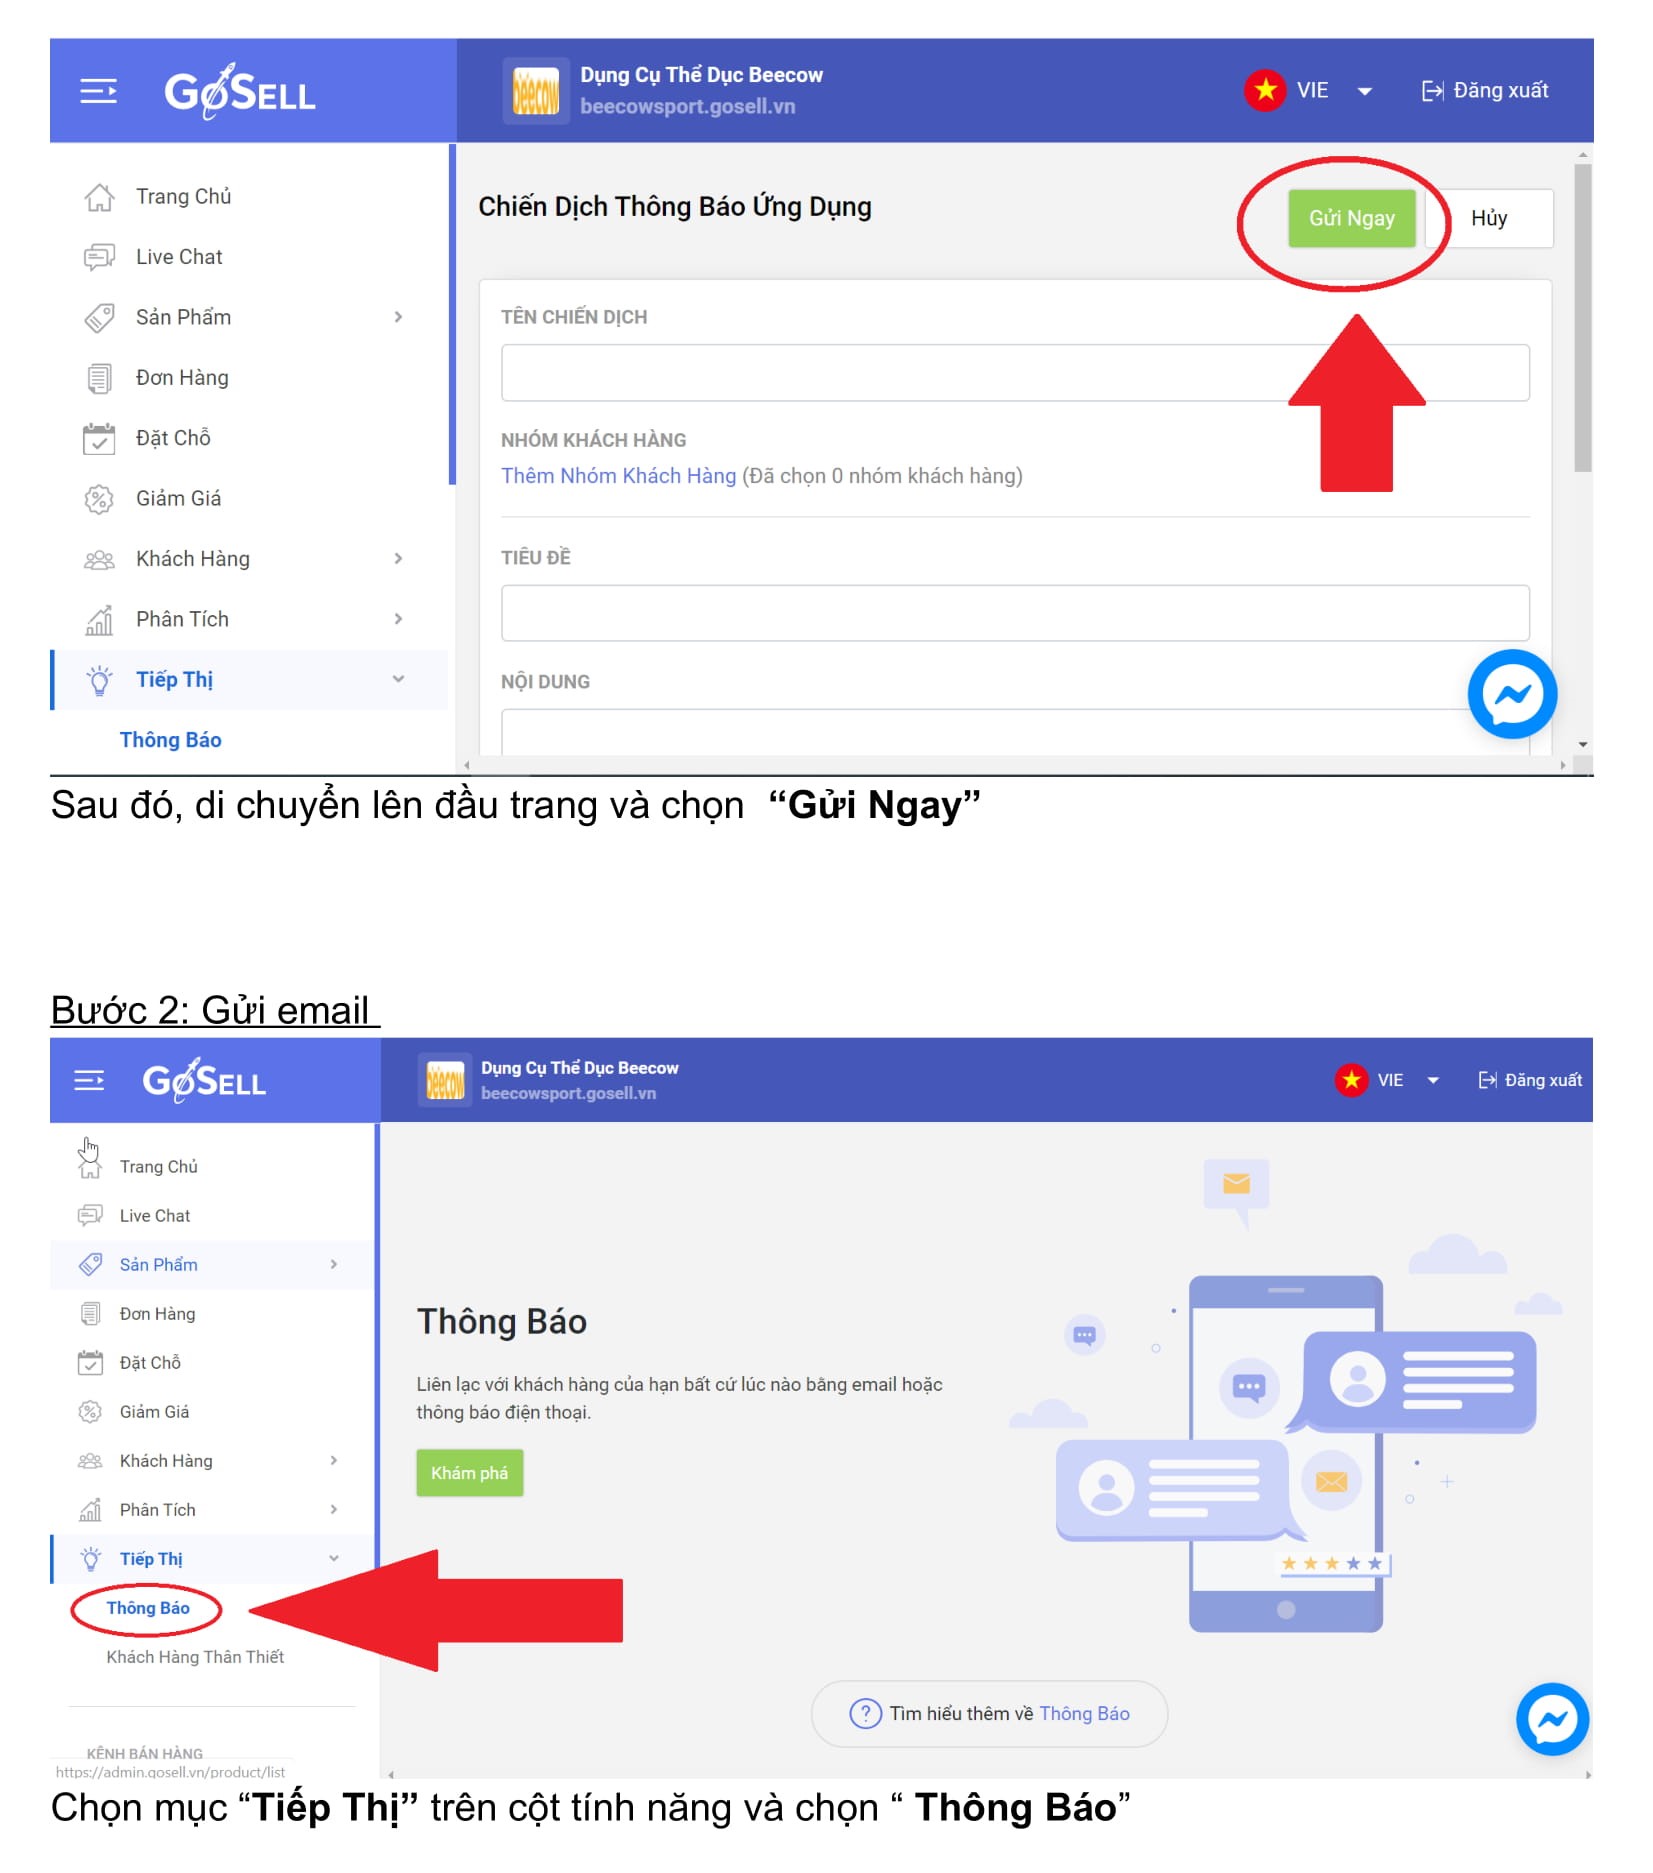 GoSELL
Dụng Cụ Thể Dục Beecow
beecowsport.gosell.vn
VIE
Đăng xuất
Trang Chủ
Live Chat
Sản Phẩm
Đơn Hàng
Đặt Chỗ
Giảm Giá
Khách Hàng
Phân Tích
Tiếp Thị
Thông Báo
Chiến Dịch Thông Báo Ứng Dụng
Gửi Ngay
Hủy
TÊN CHIẾN DỊCH
NHÓM KHÁCH HÀNG
Thêm Nhóm Khách Hàng (Đã chọn 0 nhóm khách hàng)
TIÊU ĐỀ
NỘI DUNG
Sau đó, di chuyển lên đầu trang và chọn “Gửi Ngay”
Bước 2: Gửi email
GoSELL
beecow
Dụng Cụ Thể Dục Beecow
beecowsport.gosell.vn
VIE
Đăng xuất
Trang Chủ
Live Chat
Sản Phẩm
Đơn Hàng
Đặt Chỗ
Giảm Giá
Khách Hàng
Phân Tích
Tiếp Thị
Thông Báo
Khách Hàng Thân Thiết
KÊNH BÁN HÀNG
https://admin.gosell.vn/product/list
Thông Báo
Liên lạc với khách hàng của hạn bất cứ lúc nào bằng email hoặc
thông báo điện thoại.
Khám phá
Tìm hiểu thêm về Thông Báo
Chọn mục “Tiếp Thị” trên cột tính năng và chọn “ Thông Báo”